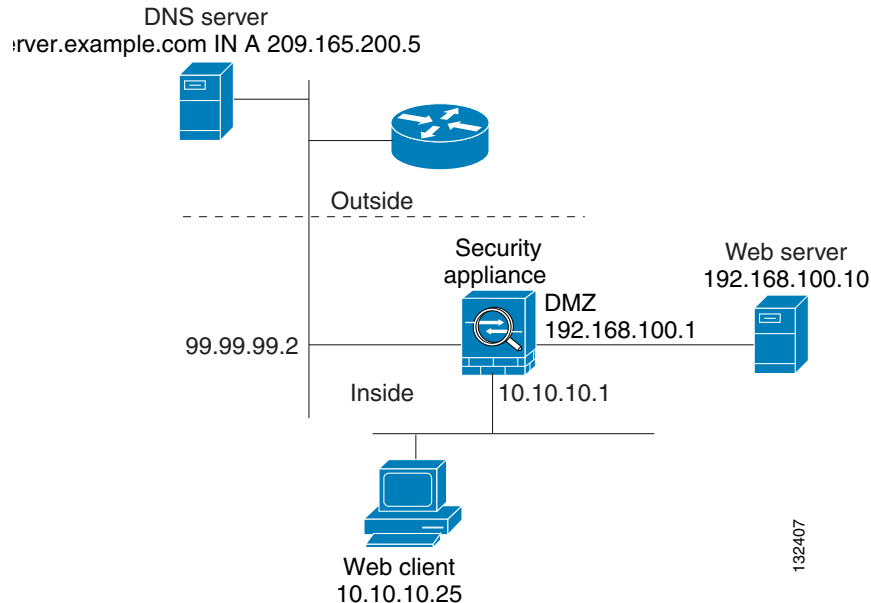 DNS server
erver.example.com IN A 209.165.200.5
Outside
Security
appliance
Web server
192.168.100.10
DMZ
192.168.100.1
99.99.99.2
Inside
10.10.10.1
Web client
10.10.10.25
132407